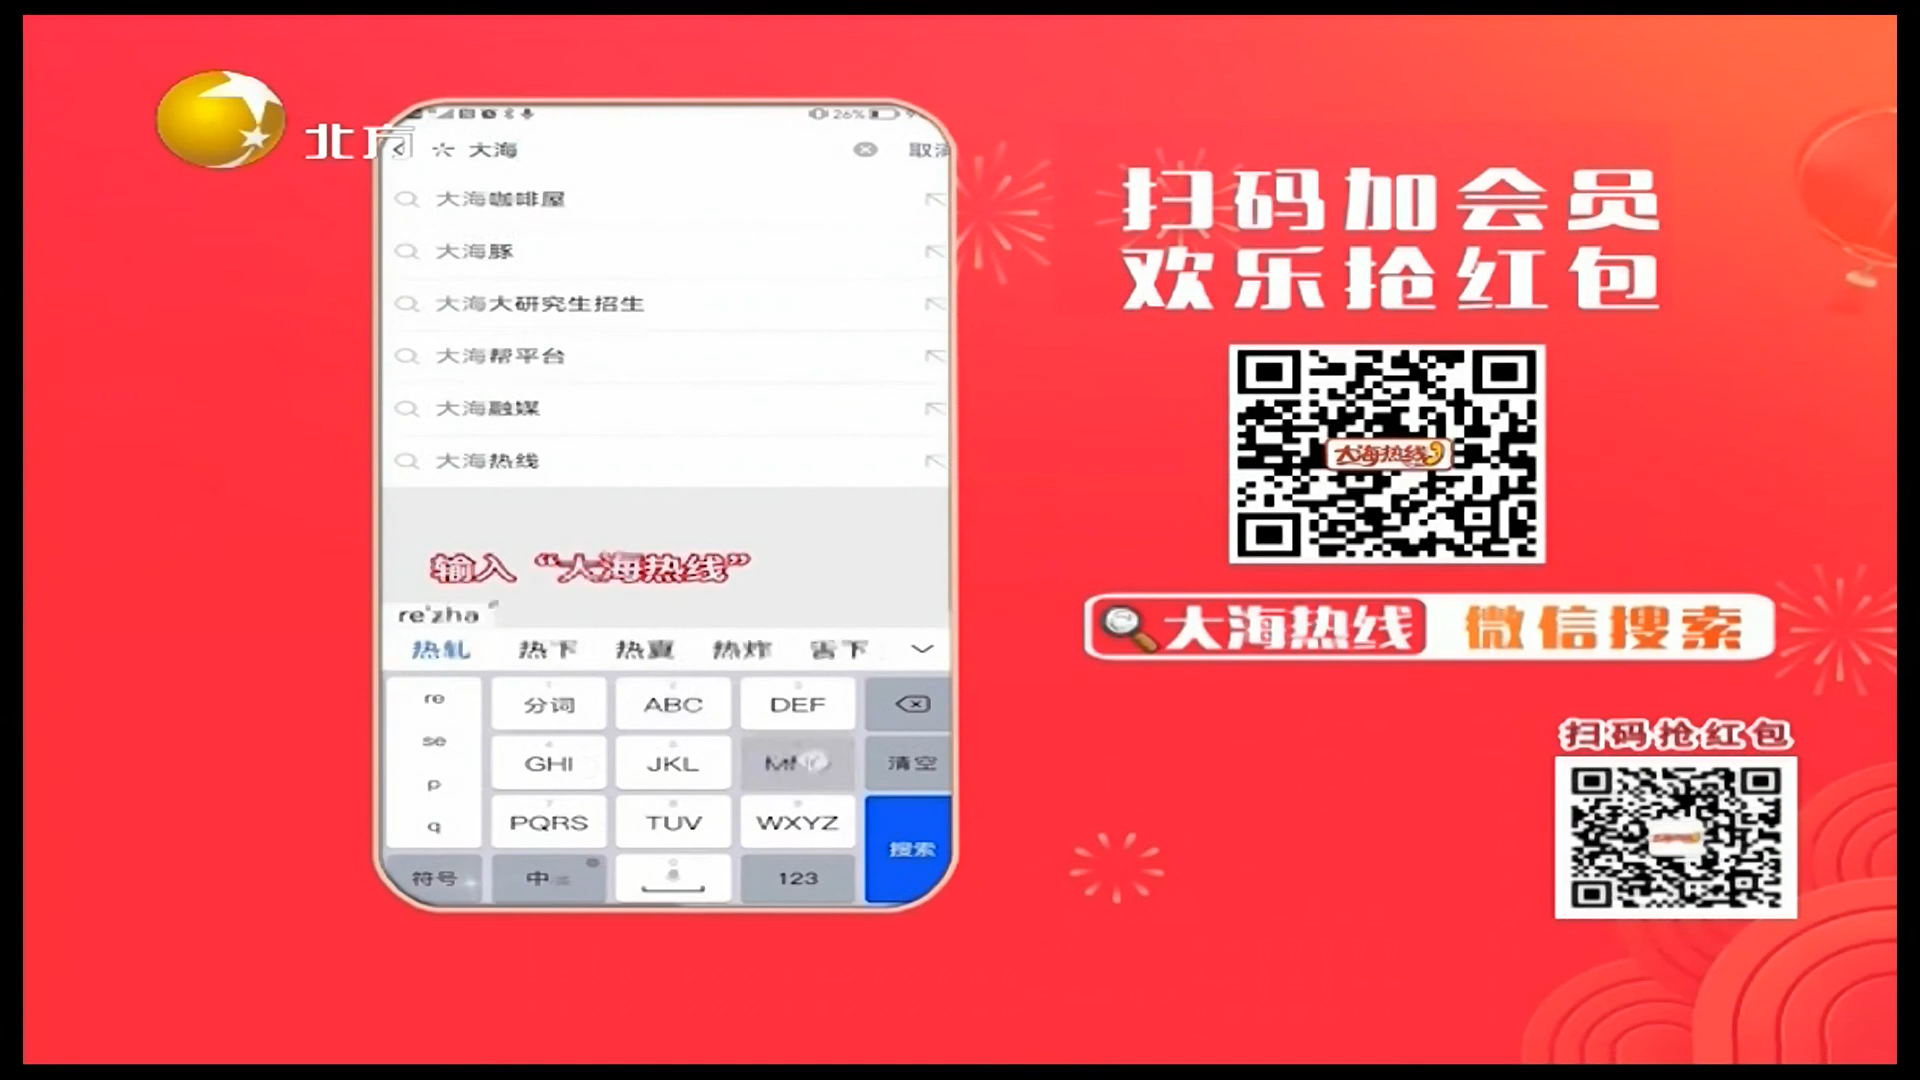 北方
26%
大海
取消
大海咖啡屋
大海豚
大海大研究生招生
大海帮平台
大海融媒
大海热线
输入“大海热线”
re'zha
热轧 热下 热夏 热炸 舌下
re
se
p
q
分词 ABC DEF
GHI JKL 清空
PQRS TUV WXYZ
搜索
符号 中 123
扫码加会员
欢乐抢红包
大海热线
大海热线 微信搜索
扫码抢红包